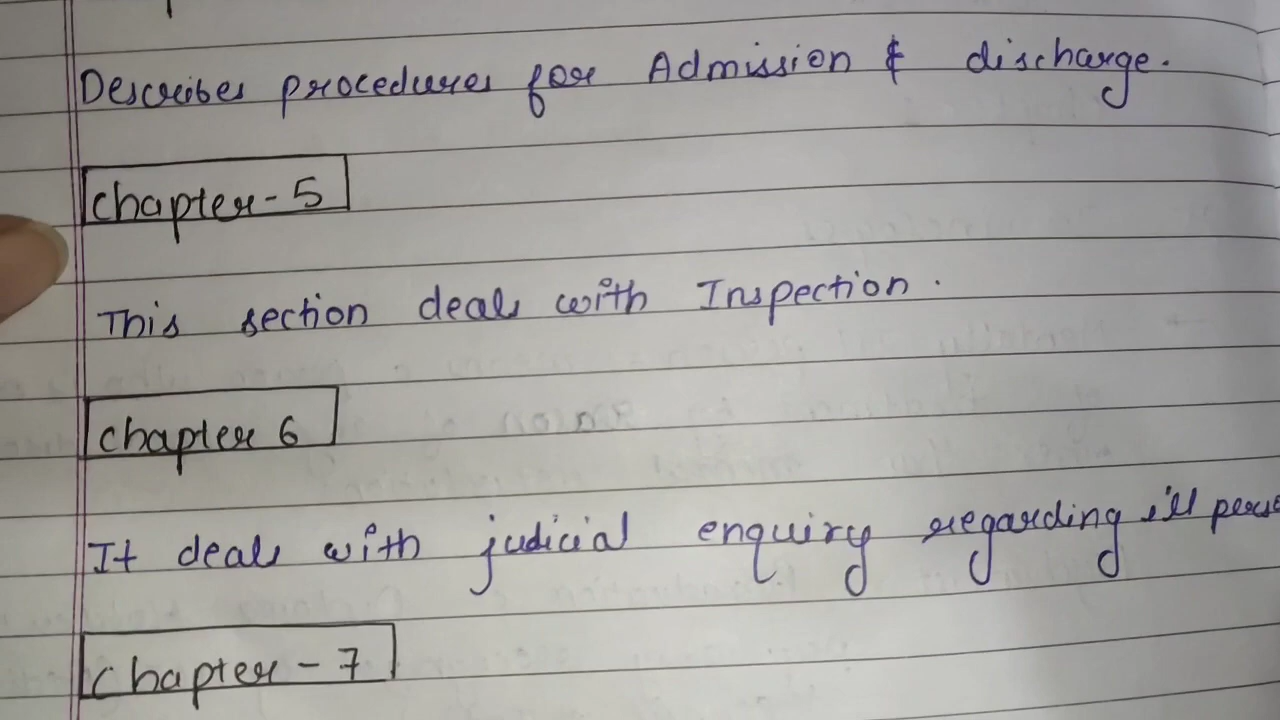 Describes procedures for Admission & discharge.
Chapter - 5
This section deals with Inspection.
Chapter 6
It deals with judicial enquiry regarding ill
Chapter - 7